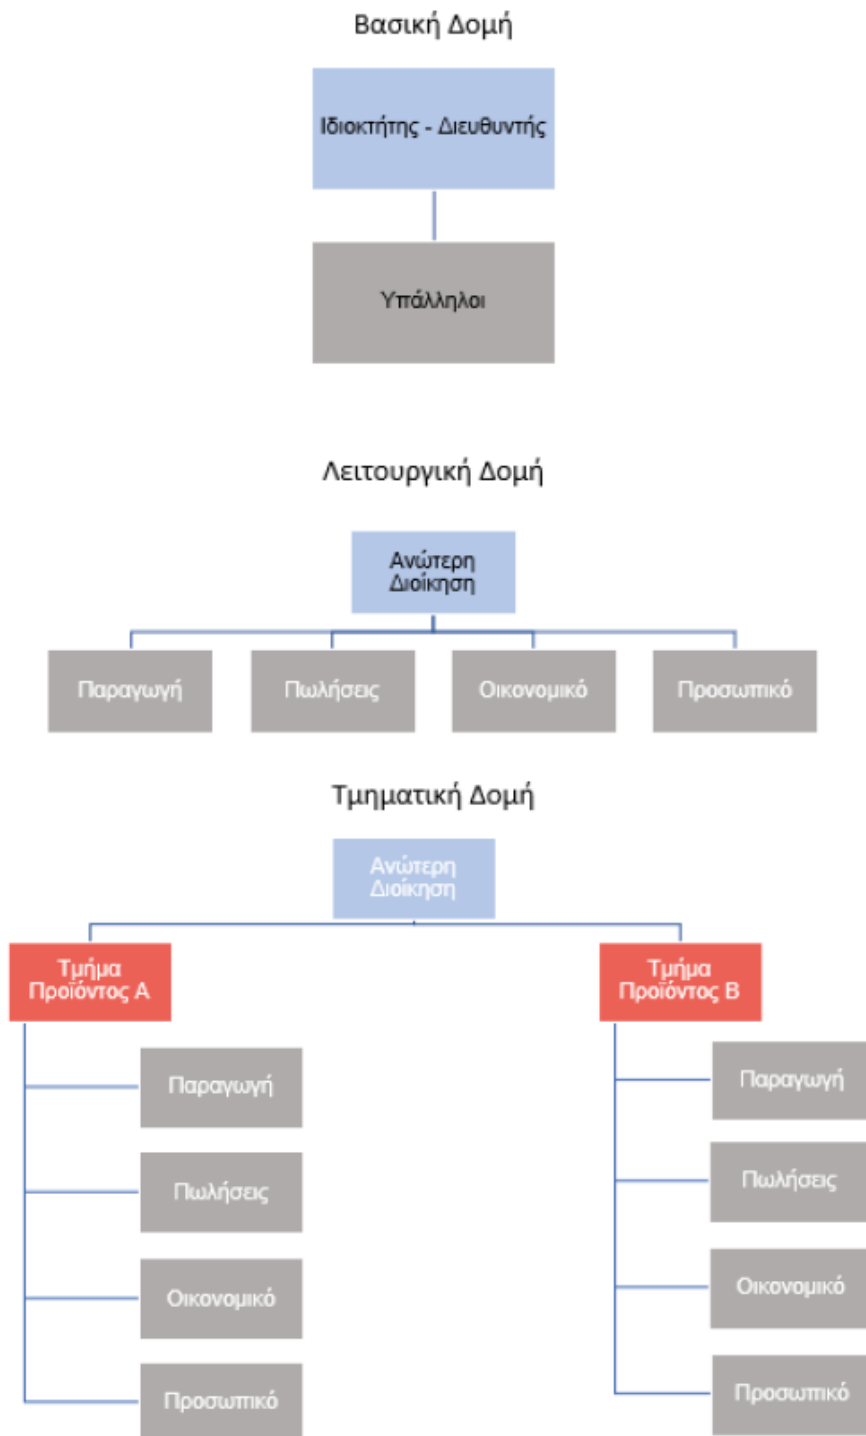 Βασική Δομή
Ιδιοκτήτης - Διευθυντής
Υπάλληλοι
Λειτουργική Δομή
Ανώτερη
Διοίκηση
Παραγωγή
Πωλήσεις
Οικονομικό
Προσωπικό
Τμηματική Δομή
Ανώτερη
Διοίκηση
Τμήμα
Προϊόντος Α
Παραγωγή
Πωλήσεις
Οικονομικό
Προσωπικό
Τμήμα
Προϊόντος Β
Παραγωγή
Πωλήσεις
Οικονομικό
Προσωπικό